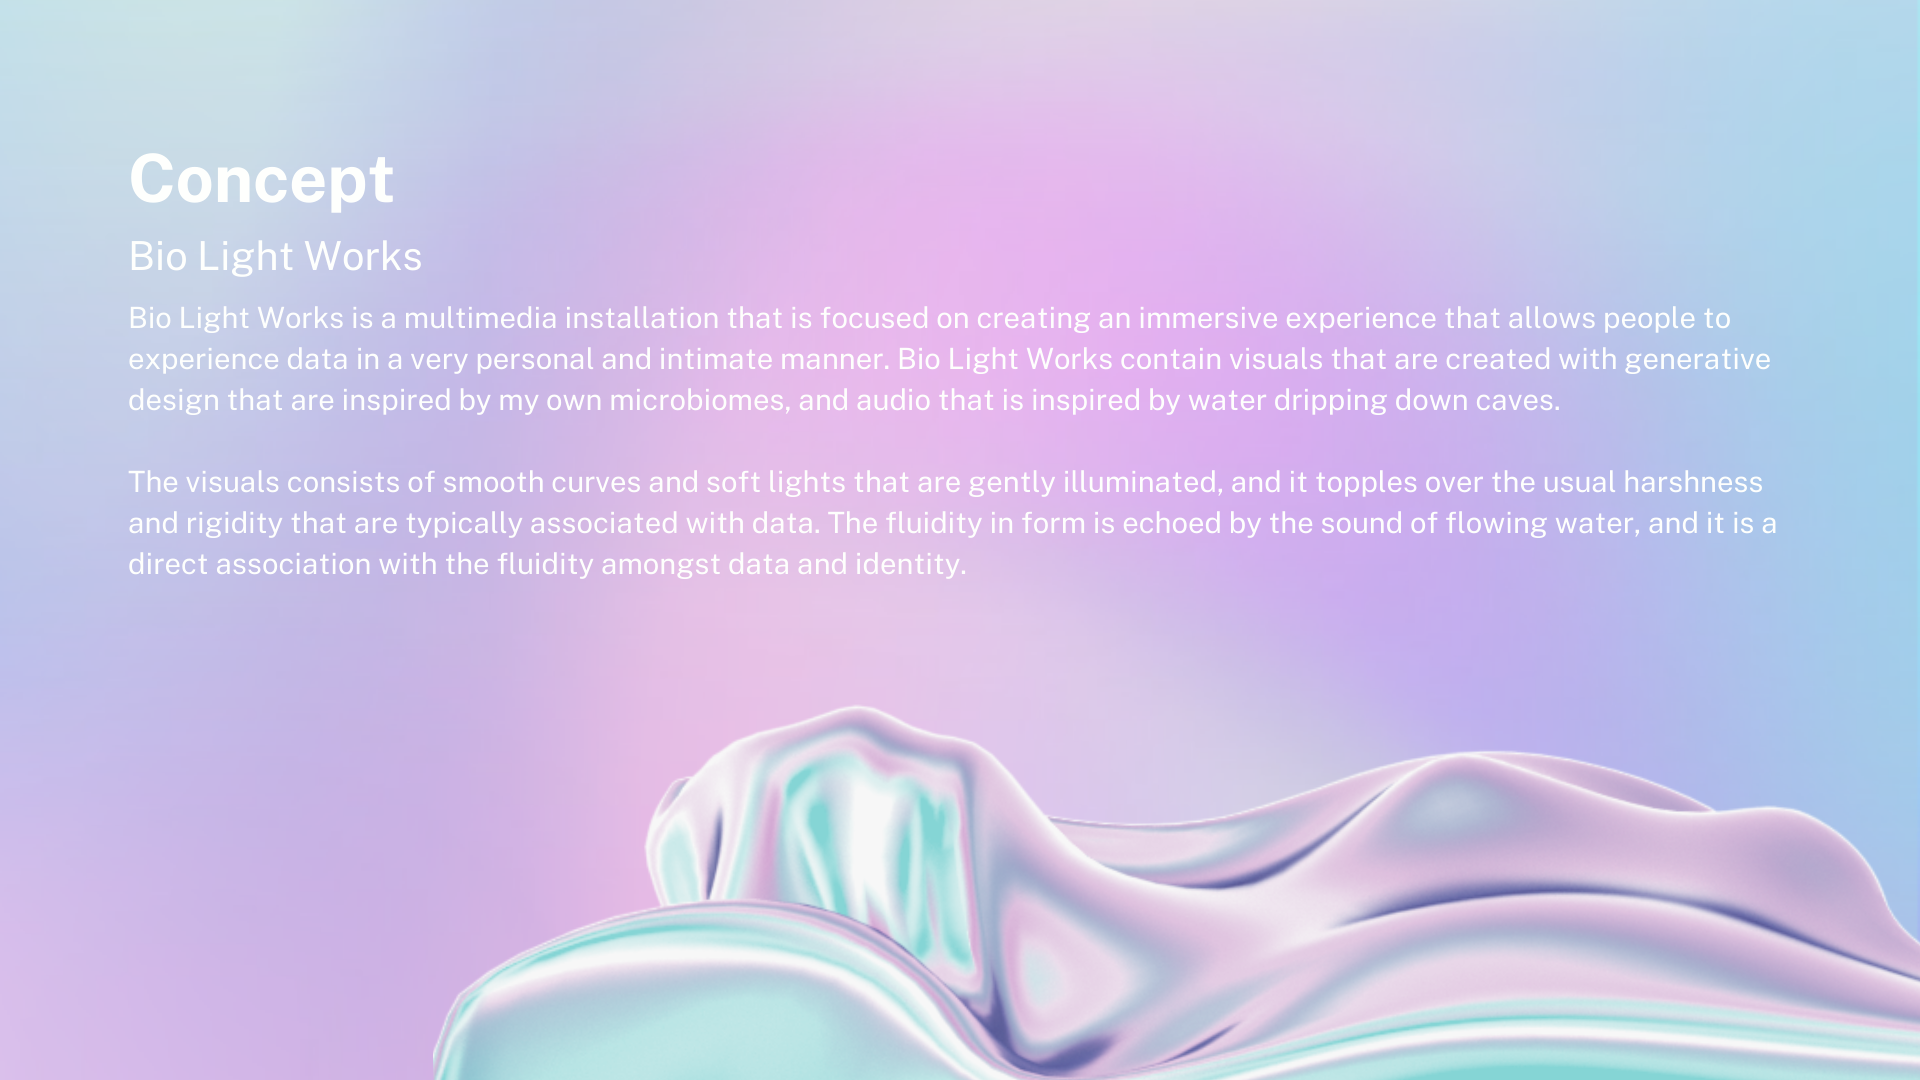 Concept
Bio Light Works
Bio Light Works is a multimedia installation that is focused on creating an immersive experience that allows people to
experience data in a very personal and intimate manner. Bio Light Works contain visuals that are created with generative
design that are inspired by my own microbiomes, and audio that is inspired by water dripping down caves.
The visuals consists of smooth curves and soft lights that are gently illuminated, and it topples over the usual harshness
and rigidity that are typically associated with data. The fluidity in form is echoed by the sound of flowing water, and it is a
direct association with the fluidity amongst data and identity.